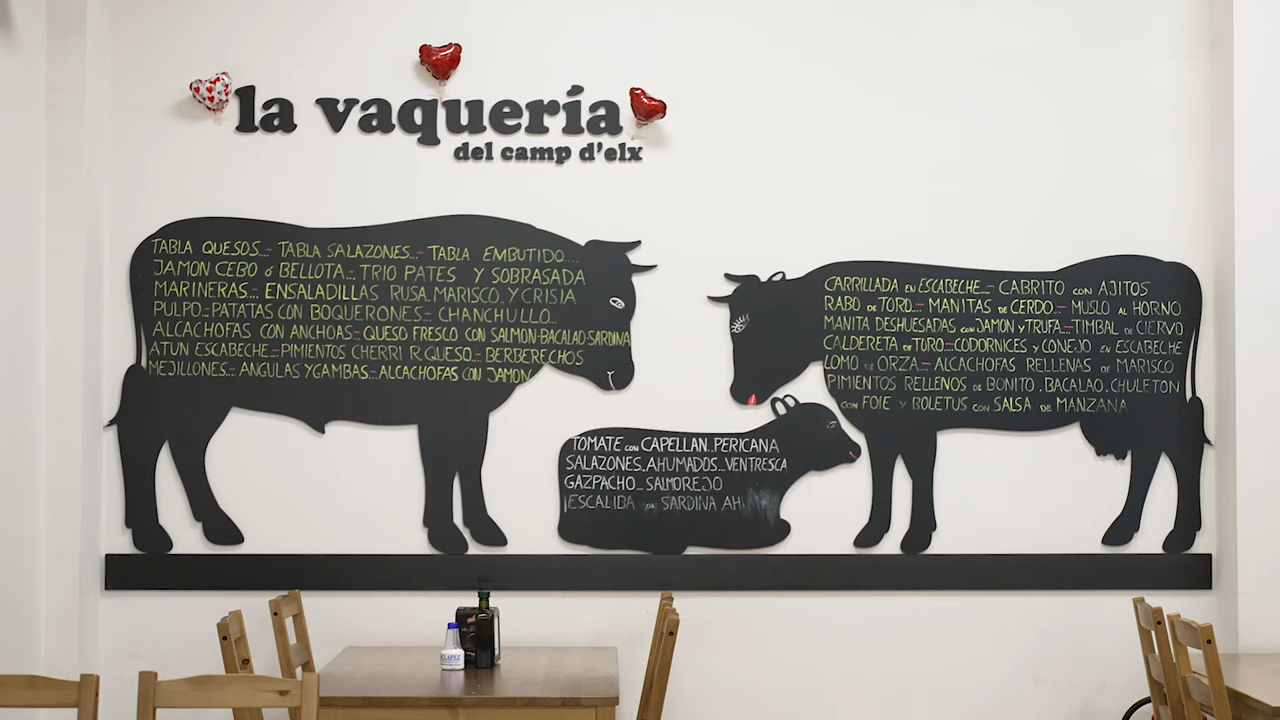 la vaquería
del camp d'elx
TABLA QUESOS...- TABLA SALAZONES...- TABLA EMBUTIDO...
JAMON CEBO ó BELLOTA...- TRIO PATES Y SOBRASADA
MARINERAS...- ENSALADILLAS RUSA. MARISCO. Y CRISIA
PULPO...-PATATAS CON BOQUERONES...- CHANCHULLO...
ALCACHOFAS CON ANCHOAS...-QUESO FRESCO CON SALMON-BACALAO-SARDINA
ATUN ESCABECHE...-PIMIENTOS CHERRI R.QUESO...- BERBERECHOS
MEJILLONES...- ANGULAS Y GAMBAS...-ALCACHOFAS CON JAMON
TOMATE con CAPELLAN..PERICANA
SALAZONES.AHUMADOS...VENTRESCA
GAZPACHO...SALMOREJO
ESCALIBA con SARDINA
CARRILLADA en ESCABECHE...- CABRITO con AJITOS
RABO de TORO...- MANITAS de CERDO...- MUSLO al HORNO
MANITA DESHUESADAS con JAMON y TRUFA...-TIMBAL de CIERVO
CALDERETA de TORO...-CODORNICES y CONEJO en ESCABECHE
LOMO de ORZA...- ALCACHOFAS RELLENAS de MARISCO
PIMIENTOS RELLENOS de BONITO.BACALAO.CHULETON
con FOIE y BOLETUS con SALSA de MANZANA